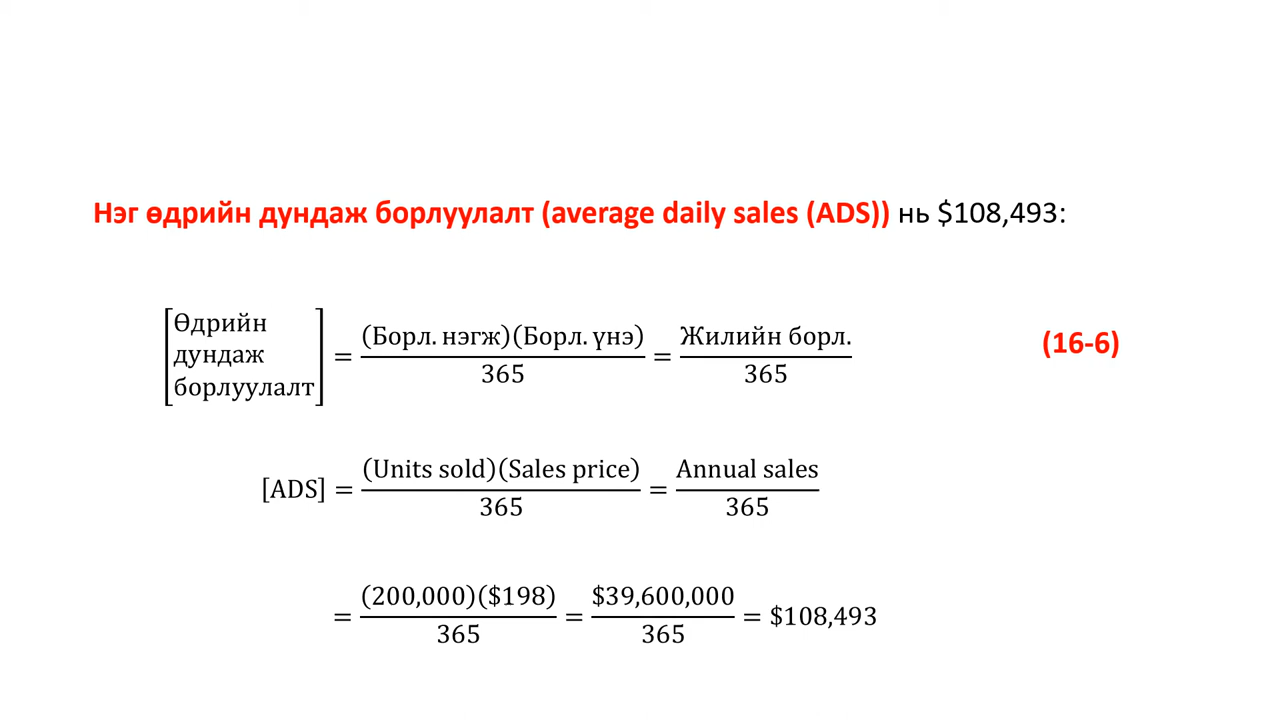 Нэг өдрийн дундаж борлуулалт (average daily sales (ADS)) нь $108,493:
[Өдрийн дундаж борлуулалт] = (Борл. нэгж)(Борл. үнэ) / 365 = Жилийн борл. / 365 (16-6)
[ADS] = (Units sold)(Sales price) / 365 = Annual sales / 365
= (200,000)($198) / 365 = $39,600,000 / 365 = $108,493